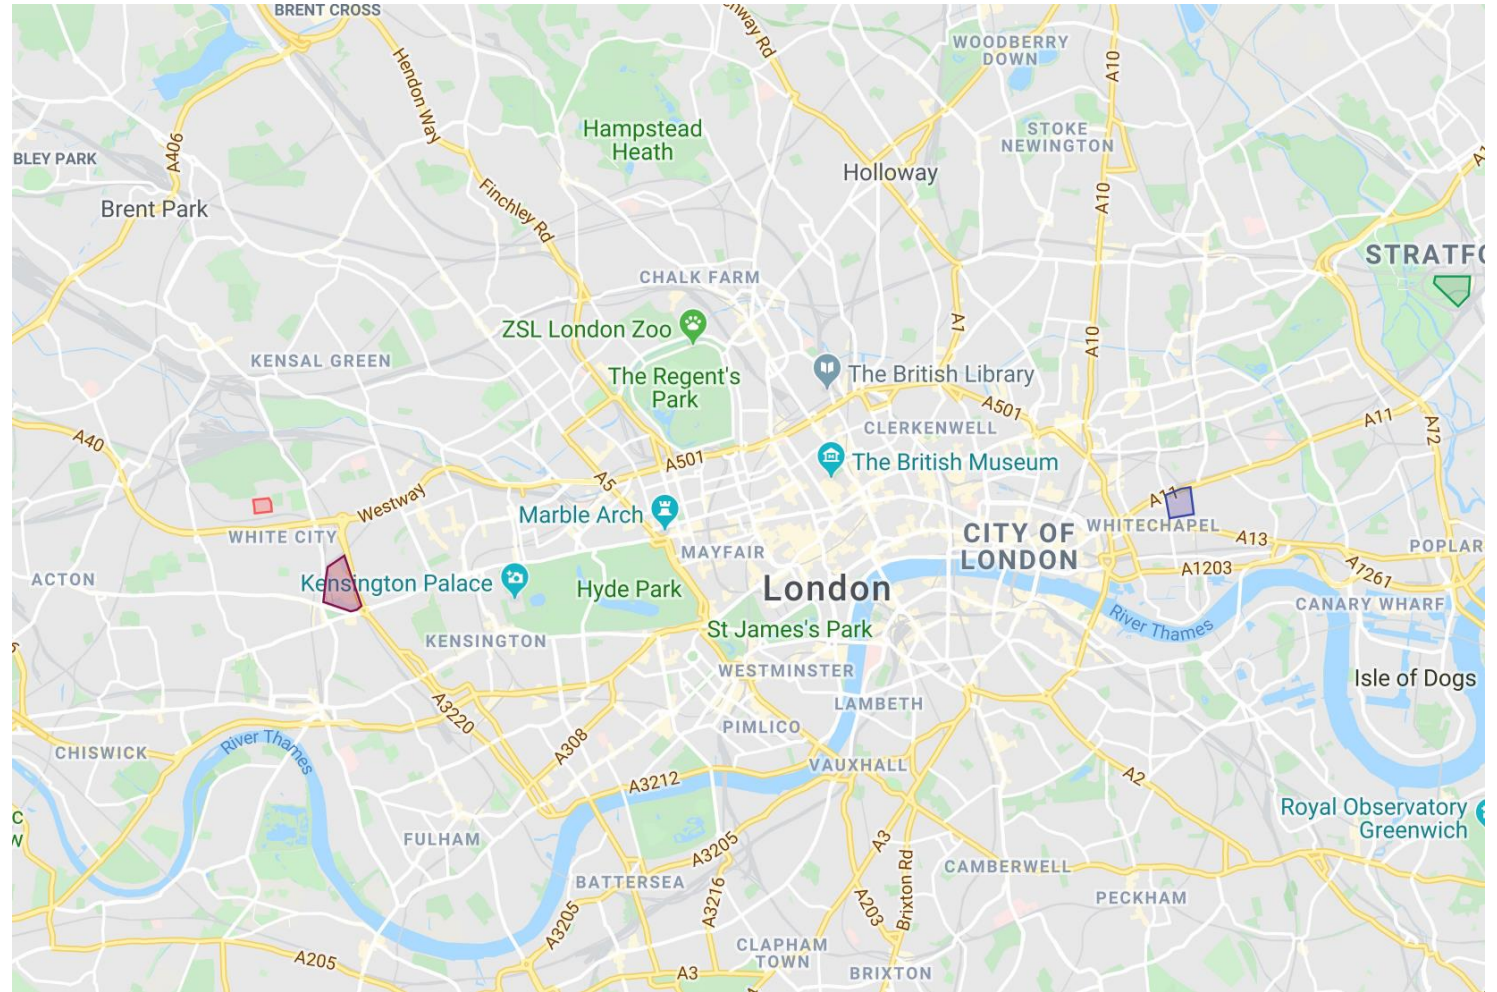 BRENT CROSS
nway Rd
WOODBERRY
DOWN
A10
Hendon Way
Hampstead
Heath
STOKE
NEWINGTON
A406
BLEY PARK
Holloway
Brent Park
Finchley Rd
A10
STRATFO
CHALK FARM
ZSL London Zoo
A1
A10
KENSAL GREEN
The Regent's
Park
The British Library
A501
A11
A12
A40
CLERKENWELL
A501
The British Museum
A5
Westway
A11
Marble Arch
WHITECHAPEL
WHITE CITY
CITY OF
LONDON
A13
MAYFAIR
POPLAR
ACTON
Kensington Palace
Hyde Park
London
A1203
A1261
CANARY WHARF
River Thames
St James's Park
KENSINGTON
WESTMINSTER
Isle of Dogs
LAMBETH
A3220
PIMLICO
River Thames
CHISWICK
A308
VAUXHALL
A2
A3212
Royal Observatory
Greenwich
FULHAM
A3205
A3
CAMBERWELL
BATTERSEA
A3216
A203
Brixton Rd
PECKHAM
A3205
CLAPHAM
TOWN
A205
A3
BRIXTON